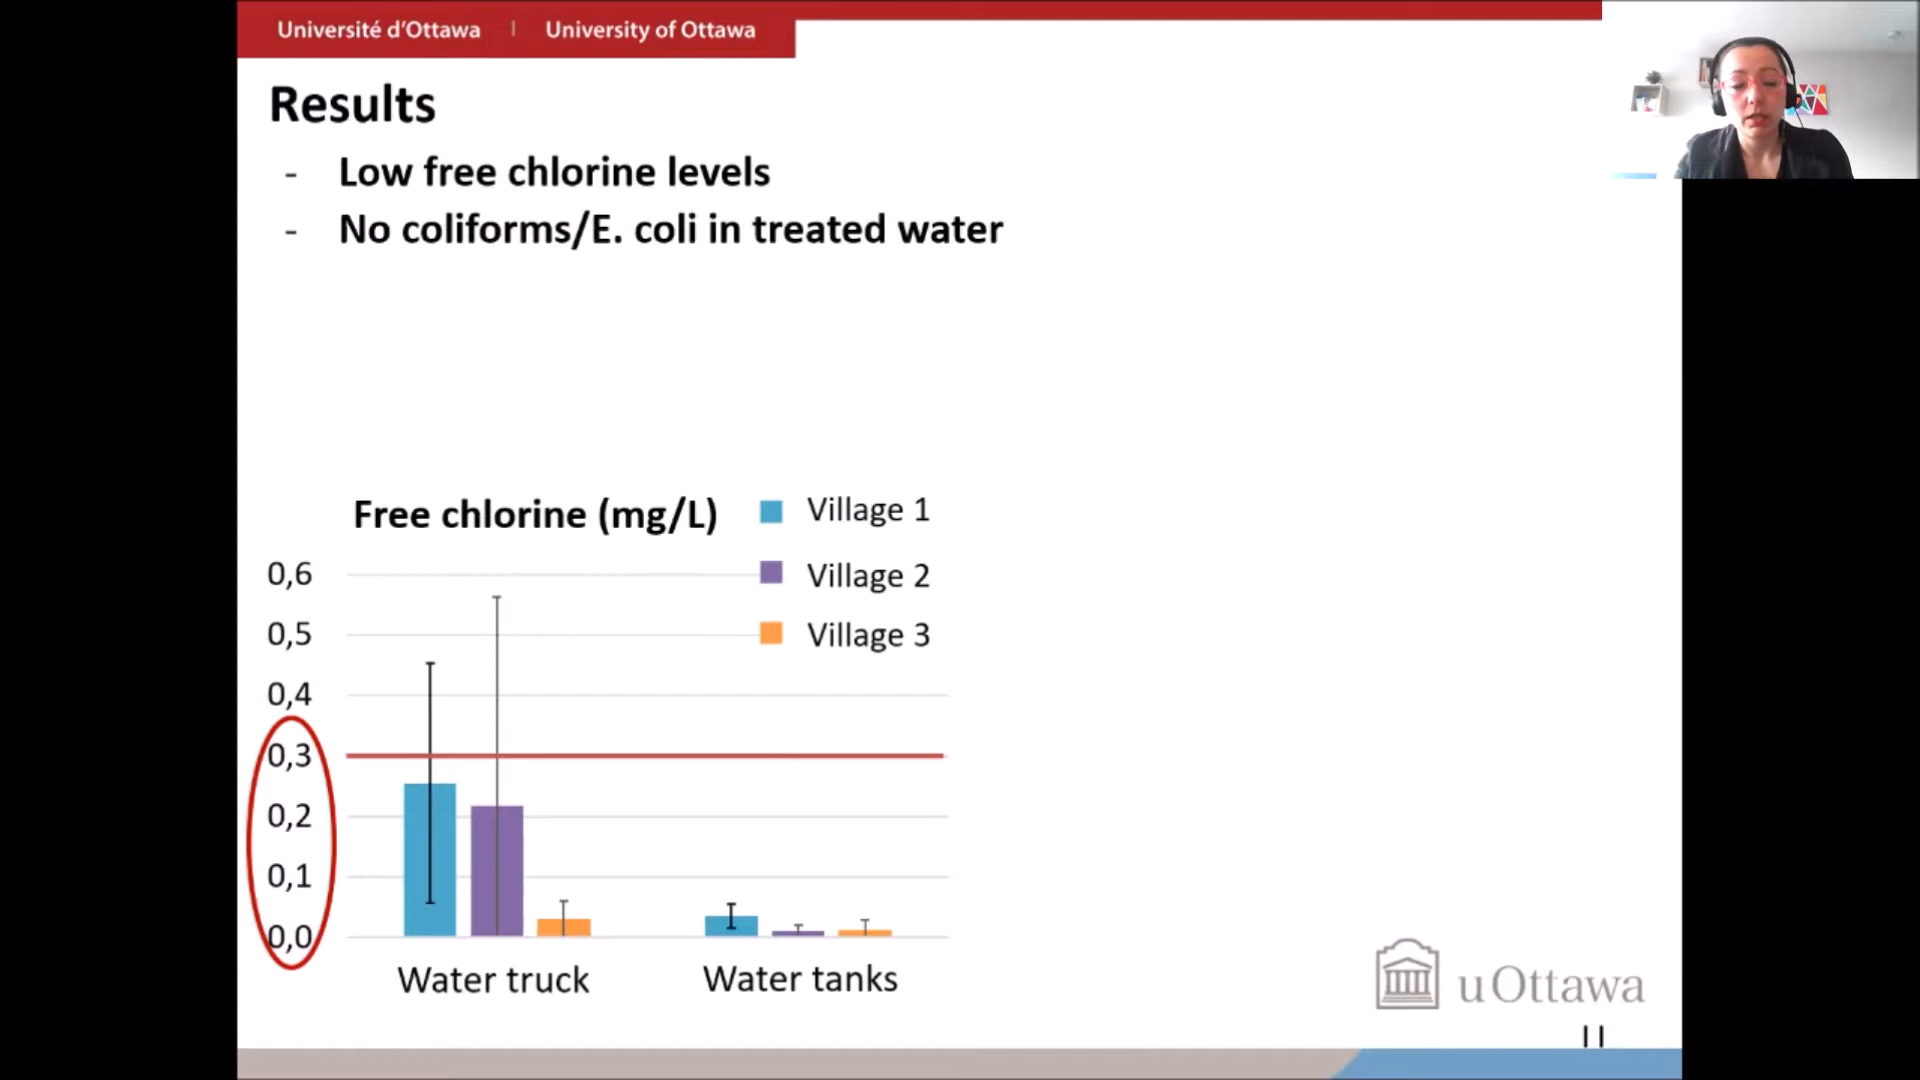 Université d'Ottawa | University of Ottawa
Results
- Low free chlorine levels
- No coliforms/E. coli in treated water
Free chlorine (mg/L)
Village 1
Village 2
Village 3
0,6
0,5
0,4
0,3
0,2
0,1
0,0
Water truck
Water tanks
uOttawa
11